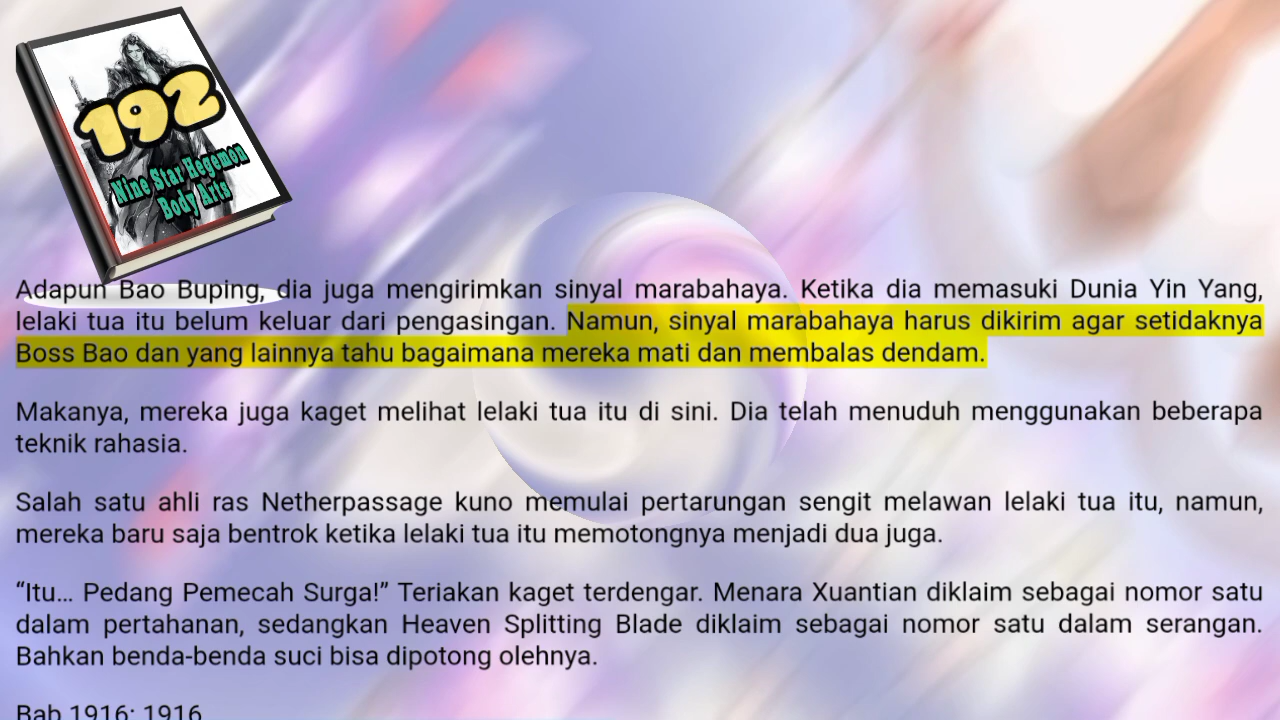 192
Nine Star Hegemon
Body Arts
Adapun Bao Buping, dia juga mengirimkan sinyal marabahaya. Ketika dia memasuki Dunia Yin Yang,
lelaki tua itu belum keluar dari pengasingan. Namun, sinyal marabahaya harus dikirim agar setidaknya
Boss Bao dan yang lainnya tahu bagaimana mereka mati dan membalas dendam.
Makanya, mereka juga kaget melihat lelaki tua itu di sini. Dia telah menuduh menggunakan beberapa
teknik rahasia.
Salah satu ahli ras Netherpassage kuno memulai pertarungan sengit melawan lelaki tua itu, namun,
mereka baru saja bentrok ketika lelaki tua itu memotongnya menjadi dua juga.
“Itu… Pedang Pemecah Surga!” Teriakan kaget terdengar. Menara Xuantian diklaim sebagai nomor satu
dalam pertahanan, sedangkan Heaven Splitting Blade diklaim sebagai nomor satu dalam serangan.
Bahkan benda-benda suci bisa dipotong olehnya.
Bab 1916: 1916